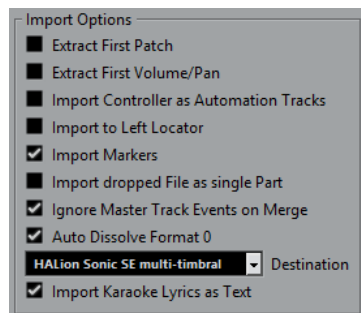 Import Options
Extract First Patch
Extract First Volume/Pan
Import Controller as Automation Tracks
Import to Left Locator
Import Markers
Import dropped File as single Part
Ignore Master Track Events on Merge
Auto Dissolve Format 0
HALion Sonic SE multi-timbral Destination
Import Karaoke Lyrics as Text